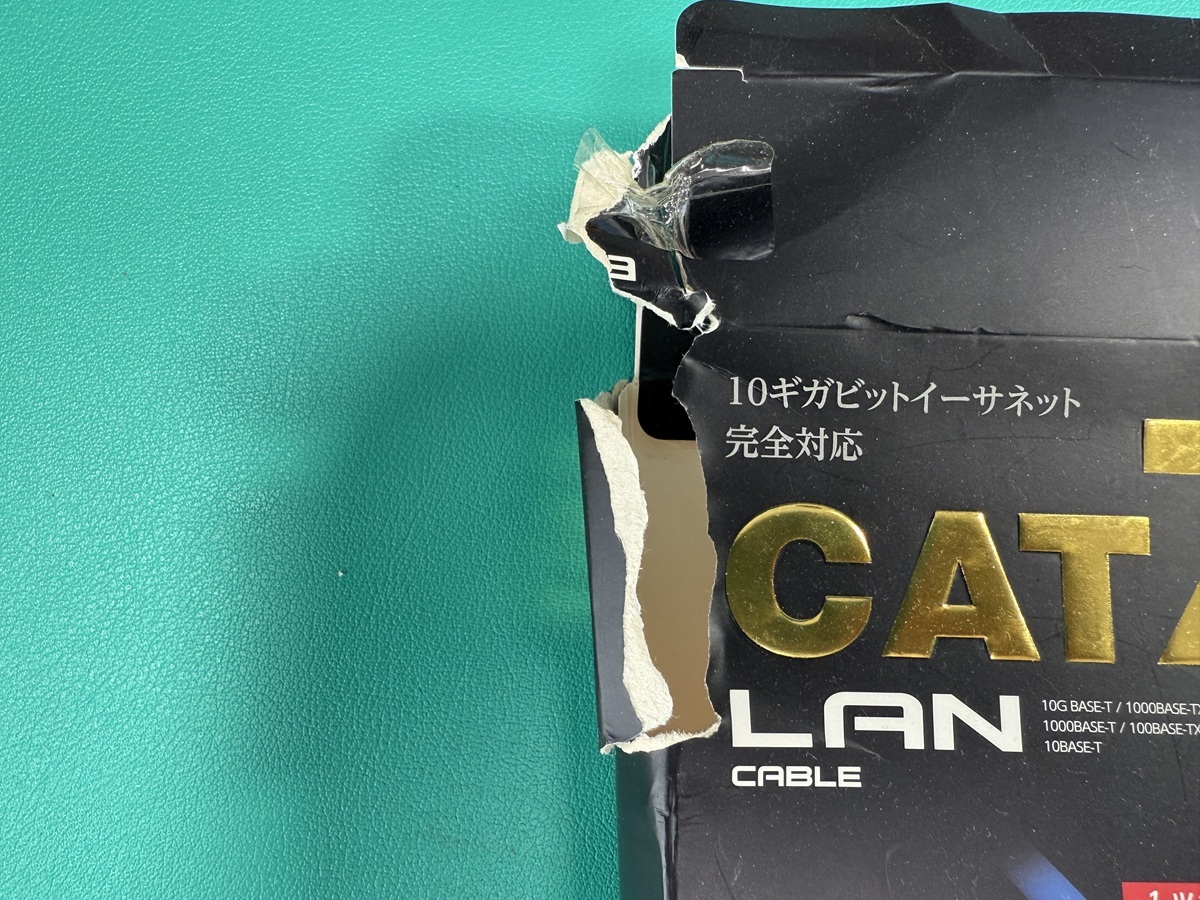 10ギガビットイーサネット
完全対応
CAT
LAN
CABLE
10G BASE-T / 1000BASE-TX
1000BASE-T / 100BASE-TX
10BASE-T